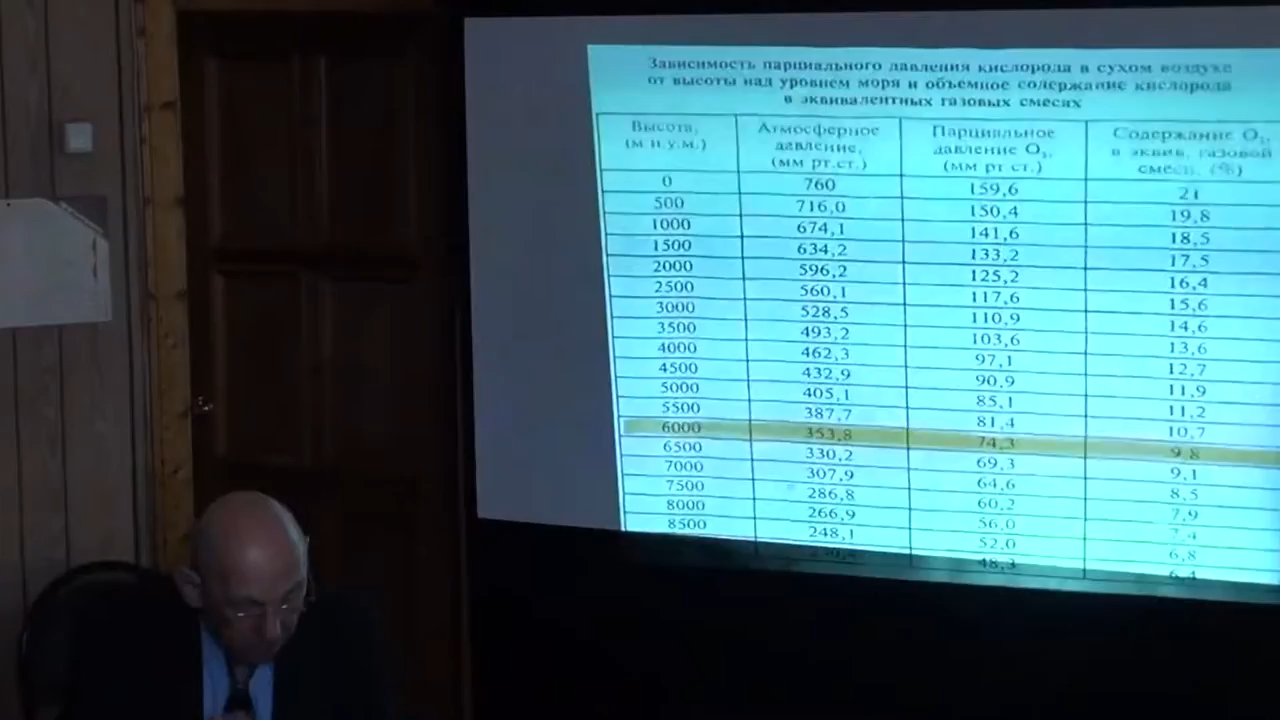 Зависимость парциального давления кислорода в сухом воздухе
от высоты над уровнем моря и объемное содержание кислорода
в эквивалентных газовых смесях
Высота, Атмосферное Парциальное Содержание O₂,
(м.н.у.м.) давление, давление O₂, в эквив. газовой
(мм рт.ст.) (мм рт ст.) смеси, (%)
0 760 159,6 21
500 716,0 150,4 19,8
1000 674,1 141,6 18,5
1500 634,2 133,2 17,5
2000 596,2 125,2 16,4
2500 560,1 117,6 15,6
3000 528,5 110,9 14,6
3500 493,2 103,6 13,6
4000 462,3 97,1 12,7
4500 432,9 90,9 11,9
5000 405,1 85,1 11,2
5500 387,7 81,4 10,7
6000 353,8 74,3 9,8
6500 330,2 69,3 9,1
7000 307,9 64,6 8,5
7500 286,8 60,2 7,9
8000 266,9 56,0 7,4
8500 248,1 52,0 6,8
48,3 6,4